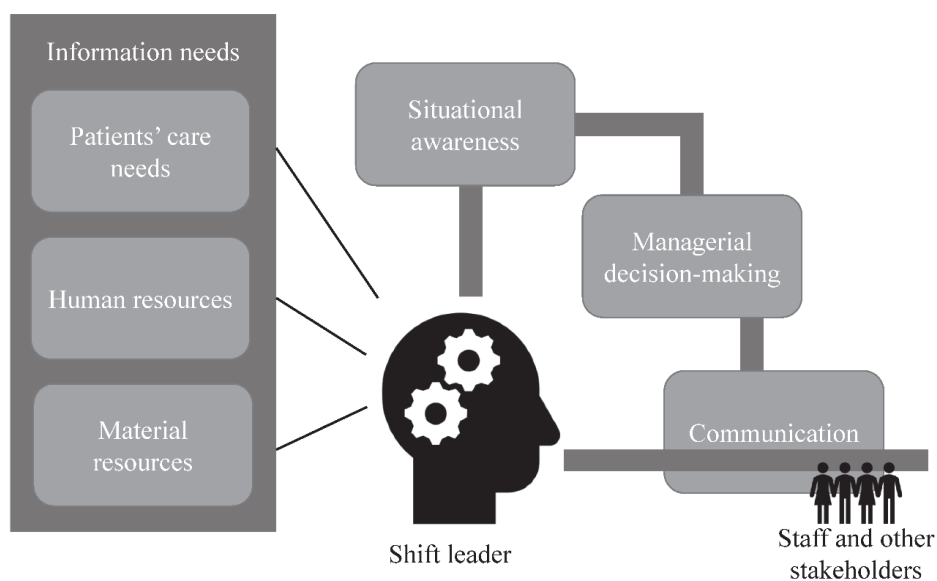 Information needs
Patients’ care
needs
Human resources
Material
resources
Situational
awareness
Managerial
decision-making
Communication
Shift leader
Staff and other
stakeholders